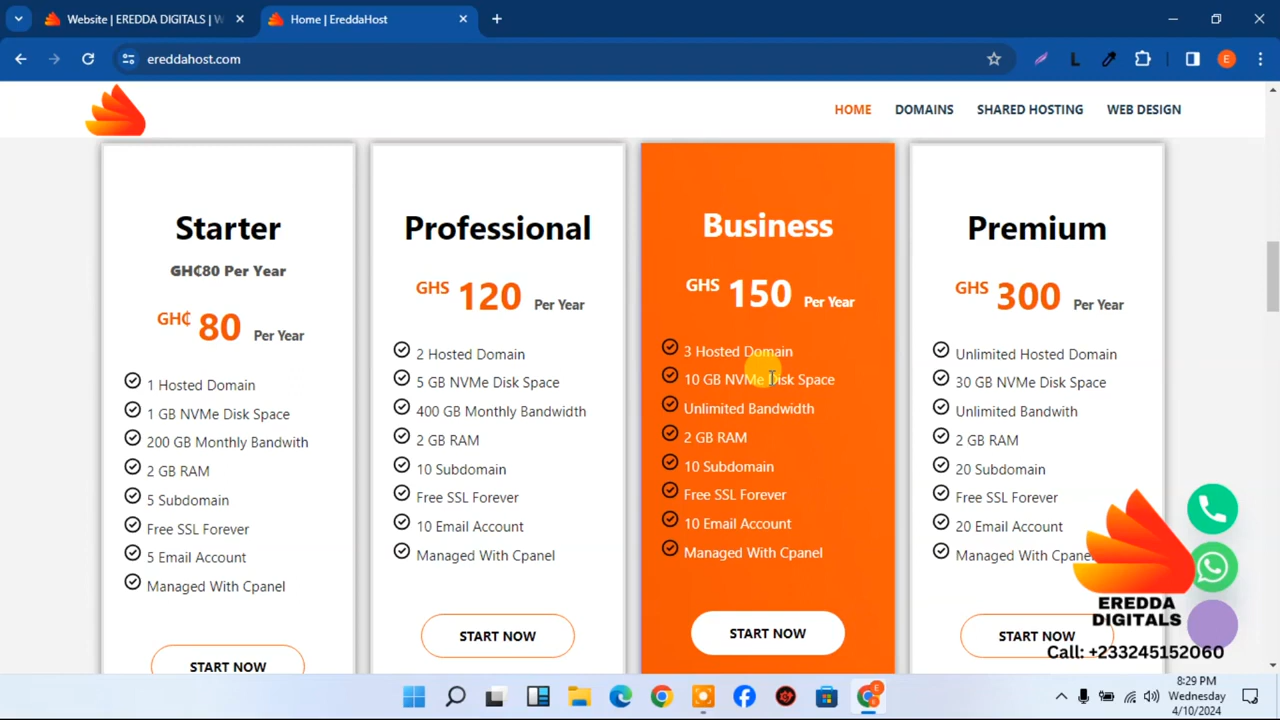 Website | EREDDA DIGITALS | W
Home | EreddaHost
ereddahost.com
E
HOME
DOMAINS
SHARED HOSTING
WEB DESIGN
Starter
GH₵80 Per Year
GH₵ 80 Per Year
1 Hosted Domain
1 GB NVMe Disk Space
200 GB Monthly Bandwith
2 GB RAM
5 Subdomain
Free SSL Forever
5 Email Account
Managed With Cpanel
START NOW
Professional
GHS 120 Per Year
2 Hosted Domain
5 GB NVMe Disk Space
400 GB Monthly Bandwidth
2 GB RAM
10 Subdomain
Free SSL Forever
10 Email Account
Managed With Cpanel
START NOW
Business
GHS 150 Per Year
3 Hosted Domain
10 GB NVMe Disk Space
Unlimited Bandwidth
2 GB RAM
10 Subdomain
Free SSL Forever
10 Email Account
Managed With Cpanel
START NOW
Premium
GHS 300 Per Year
Unlimited Hosted Domain
30 GB NVMe Disk Space
Unlimited Bandwith
2 GB RAM
20 Subdomain
Free SSL Forever
20 Email Account
Managed With Cpanel
START NOW
EREDDA
DIGITALS
Call: +233245152060
E
8:29 PM
Wednesday
4/10/2024